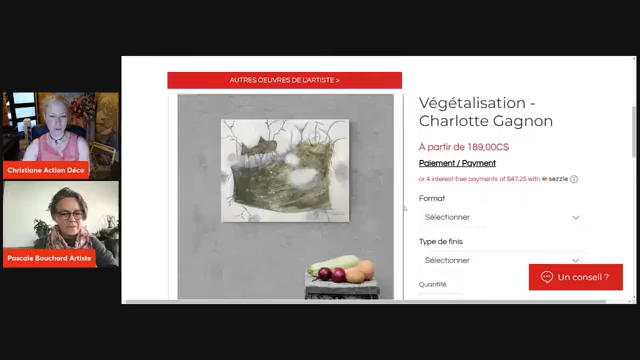 AUTRES OEUVRES DE L'ARTISTE >
Végétalisation -
Charlotte Gagnon
À partir de 189,00C$
Paiement / Payment
or 4 interest-free payments of $47.25 with sezzle i
Format
Sélectionner
Type de finis
Sélectionner
Quantité
Un conseil ?
Christiane Action Déco
Pascale Bouchard Artiste